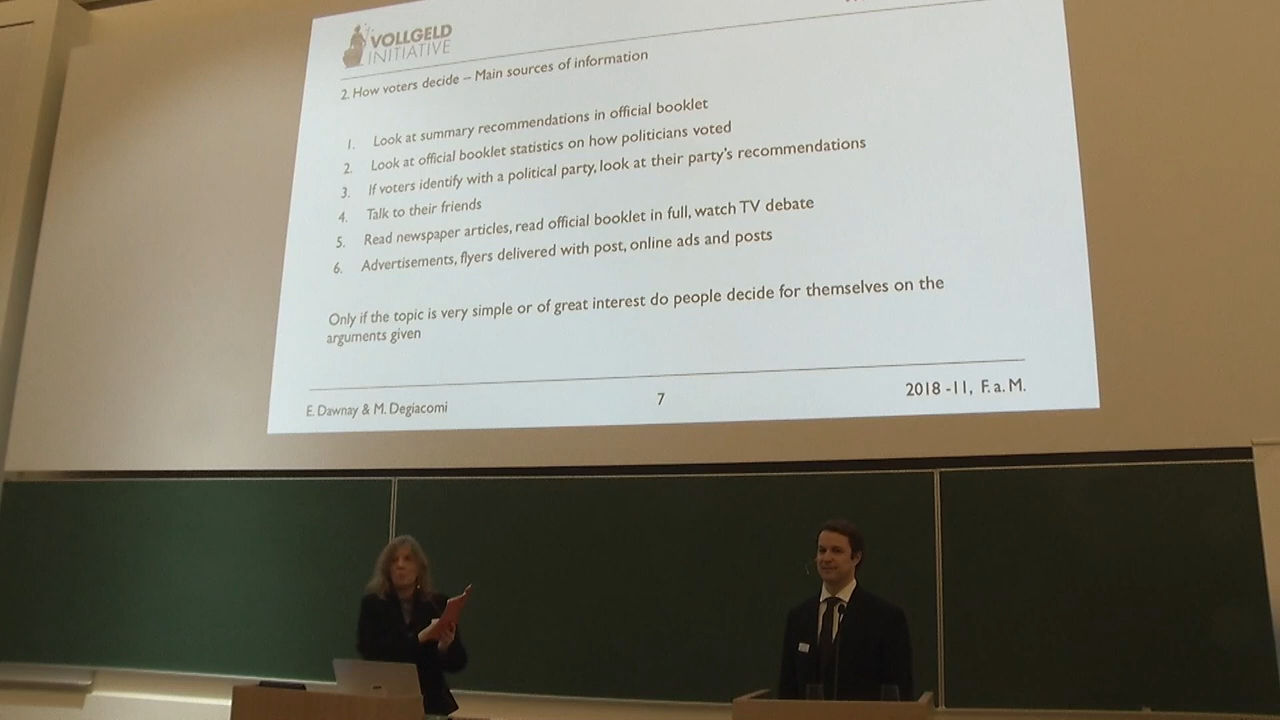 VOLLGELD
INITIATIVE
2. How voters decide – Main sources of information
1. Look at summary recommendations in official booklet
2. Look at official booklet statistics on how politicians voted
3. If voters identify with a political party, look at their party's recommendations
4. Talk to their friends
5. Read newspaper articles, read official booklet in full, watch TV debate
6. Advertisements, flyers delivered with post, online ads and posts
Only if the topic is very simple or of great interest do people decide for themselves on the
arguments given
E. Dawnay & M. Degiacomi
7
2018 -11, F. a. M.